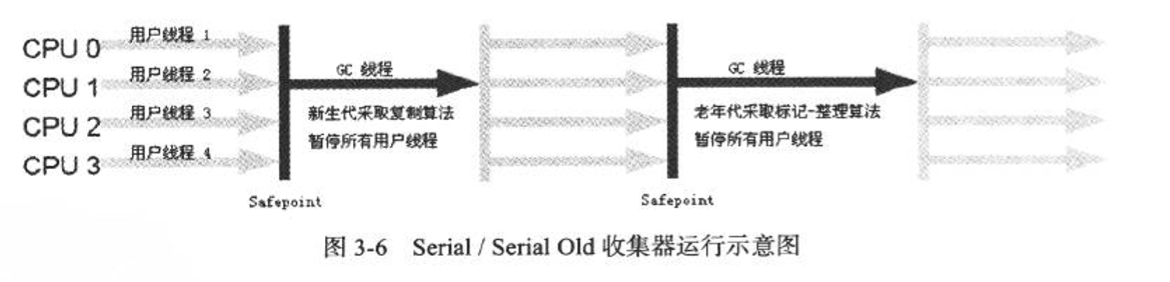 CPU 0
用户线程 1
CPU 1
用户线程 2
CPU 2
用户线程 3
CPU 3
用户线程 4
GC 线程
新生代采取复制算法
暂停所有用户线程
Safepoint
GC 线程
老年代采取标记-整理算法
暂停所有用户线程
Safepoint
图 3-6 Serial / Serial Old 收集器运行示意图